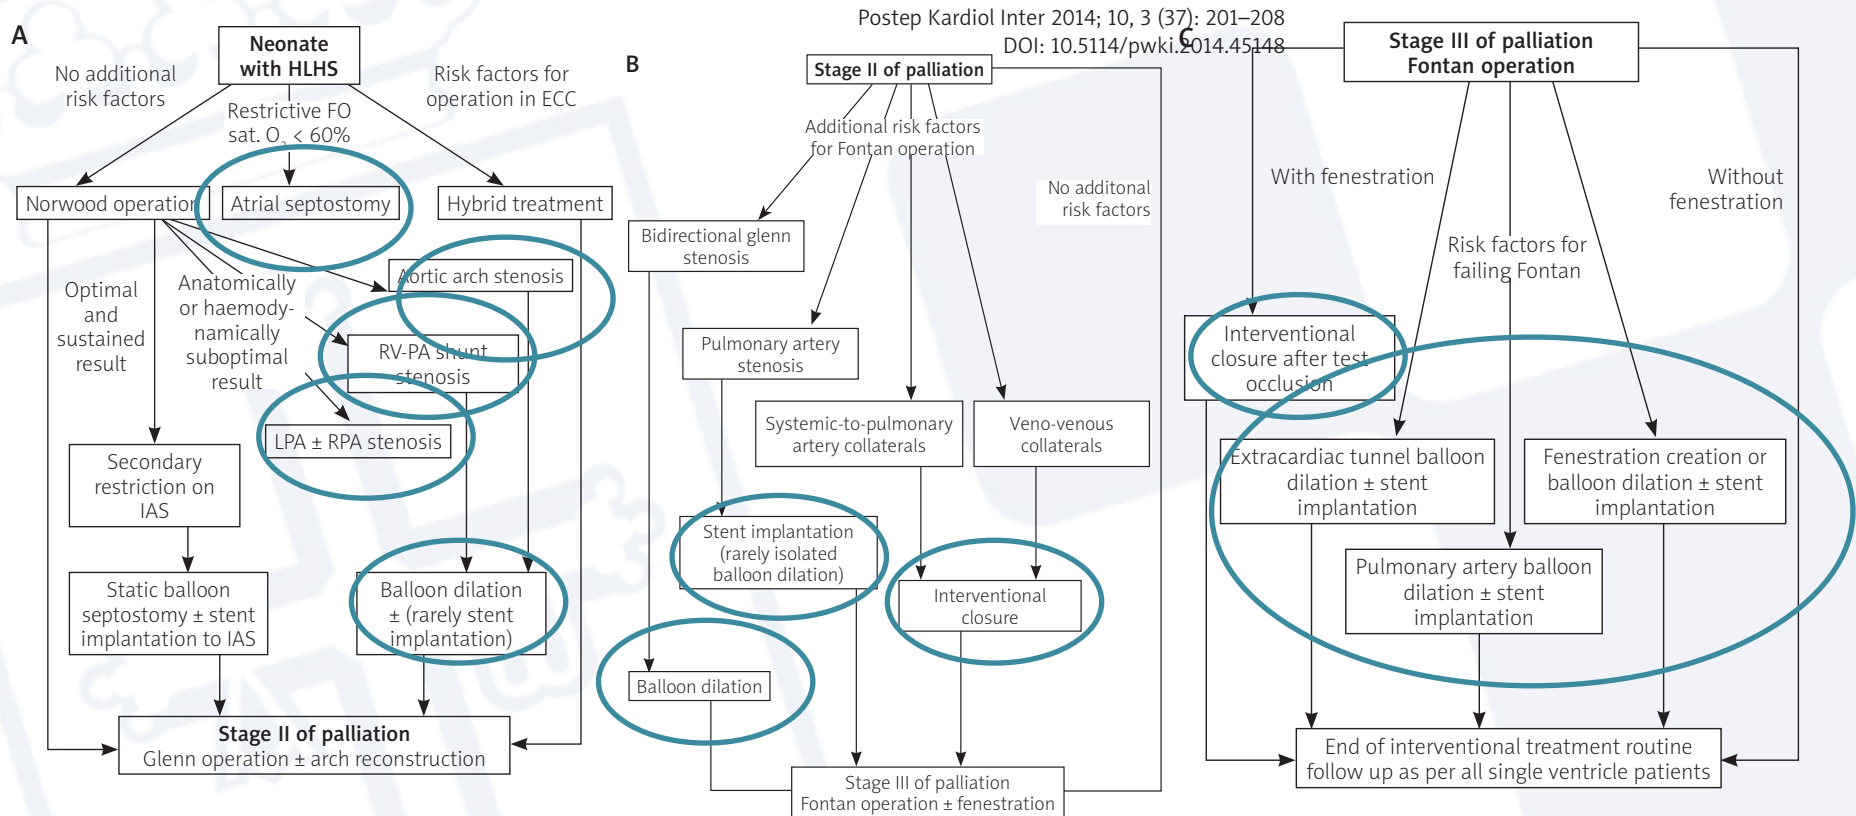 Postep Kardiol Inter 2014; 10, 3 (37): 201–208
DOI: 10.5114/pwki.2014.45148
A
Neonate
with HLHS
No additional
risk factors
Restrictive FO
sat. O₂ < 60%
Risk factors for
operation in ECC
Norwood operation
Atrial septostomy
Hybrid treatment
Optimal
and
sustained
result
Anatomically
or haemody-
namically
suboptimal
result
Aortic arch stenosis
RV-PA shunt
stenosis
LPA ± RPA stenosis
Secondary
restriction on
IAS
Static balloon
septostomy ± stent
implantation to IAS
Balloon dilation
± (rarely stent
implantation)
Stage II of palliation
Glenn operation ± arch reconstruction
B
Stage II of palliation
Additional risk factors
for Fontan operation
No additonal
risk factors
Bidirectional glenn
stenosis
Pulmonary artery
stenosis
Systemic-to-pulmonary
artery collaterals
Veno-venous
collaterals
Stent implantation
(rarely isolated
balloon dilation)
Interventional
closure
Balloon dilation
Stage III of palliation
Fontan operation ± fenestration
C
Stage III of palliation
Fontan operation
With fenestration
Without
fenestration
Risk factors for
failing Fontan
Interventional
closure after test
occlusion
Extracardiac tunnel balloon
dilation ± stent
implantation
Fenestration creation or
balloon dilation ± stent
implantation
Pulmonary artery balloon
dilation ± stent
implantation
End of interventional treatment routine
follow up as per all single ventricle patients